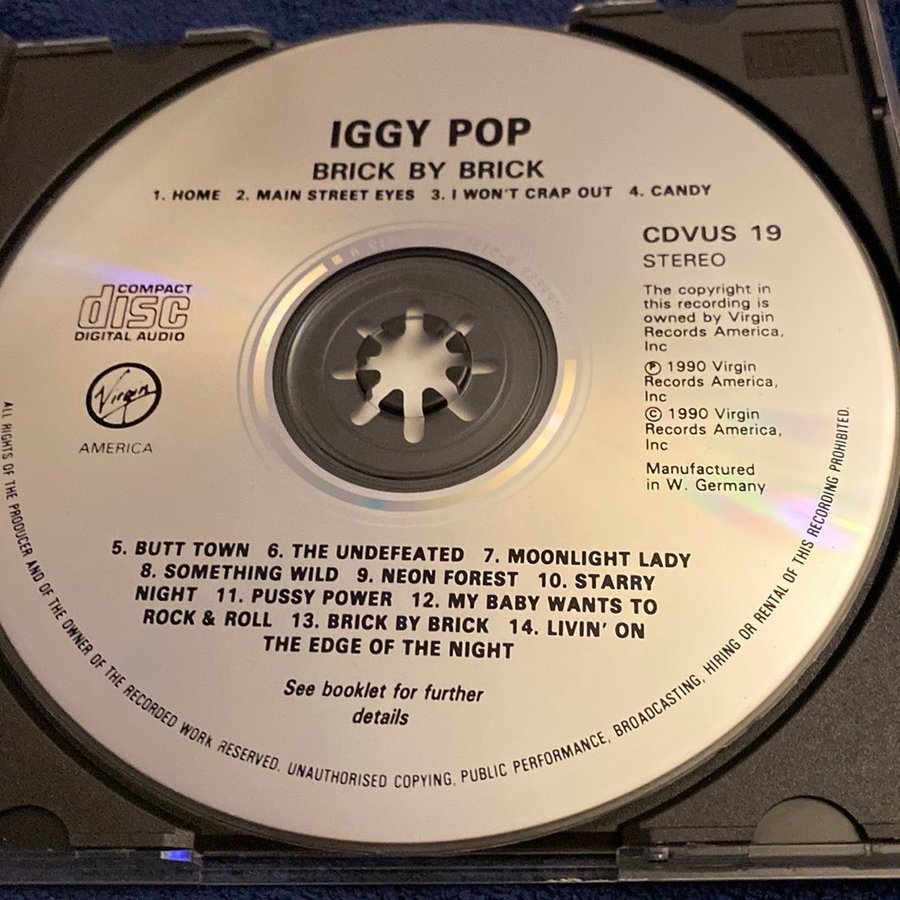 IGGY POP
BRICK BY BRICK
1. HOME 2. MAIN STREET EYES 3. I WON'T CRAP OUT 4. CANDY
CDVUS 19
STEREO
The copyright in
this recording is
owned by Virgin
Records America,
Inc
℗ 1990 Virgin
Records America,
Inc
© 1990 Virgin
Records America,
Inc
Manufactured
in W. Germany
COMPACT
disc
DIGITAL AUDIO
Virgin
AMERICA
5. BUTT TOWN 6. THE UNDEFEATED 7. MOONLIGHT LADY
8. SOMETHING WILD 9. NEON FOREST 10. STARRY
NIGHT 11. PUSSY POWER 12. MY BABY WANTS TO
ROCK & ROLL 13. BRICK BY BRICK 14. LIVIN' ON
THE EDGE OF THE NIGHT
See booklet for further
details
ALL RIGHTS OF THE PRODUCER AND OF THE OWNER OF THE RECORDED WORK RESERVED. UNAUTHORISED COPYING, PUBLIC PERFORMANCE, BROADCASTING, HIRING OR RENTAL OF THIS RECORDING PROHIBITED.